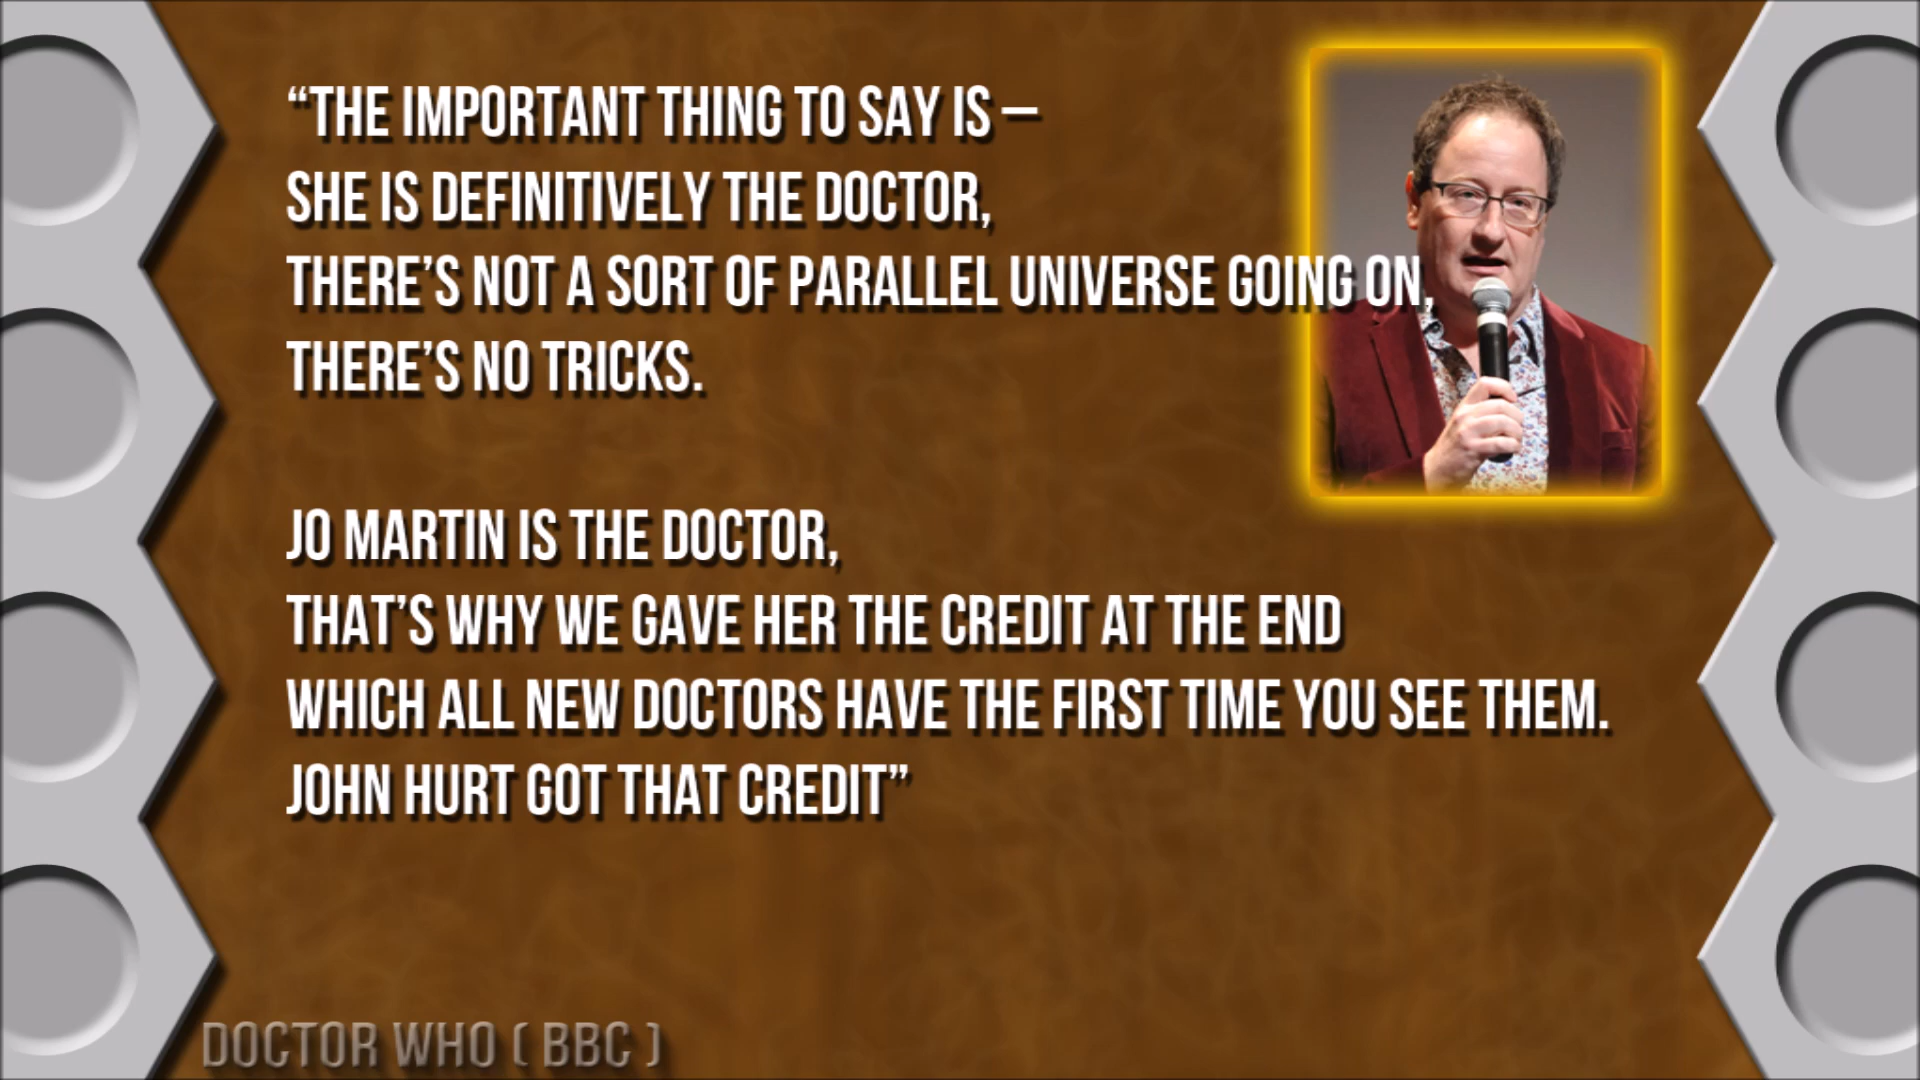 “THE IMPORTANT THING TO SAY IS –
SHE IS DEFINITIVELY THE DOCTOR,
THERE’S NOT A SORT OF PARALLEL UNIVERSE GOING ON,
THERE’S NO TRICKS.
JO MARTIN IS THE DOCTOR,
THAT’S WHY WE GAVE HER THE CREDIT AT THE END
WHICH ALL NEW DOCTORS HAVE THE FIRST TIME YOU SEE THEM.
JOHN HURT GOT THAT CREDIT”
DOCTOR WHO ( BBC )